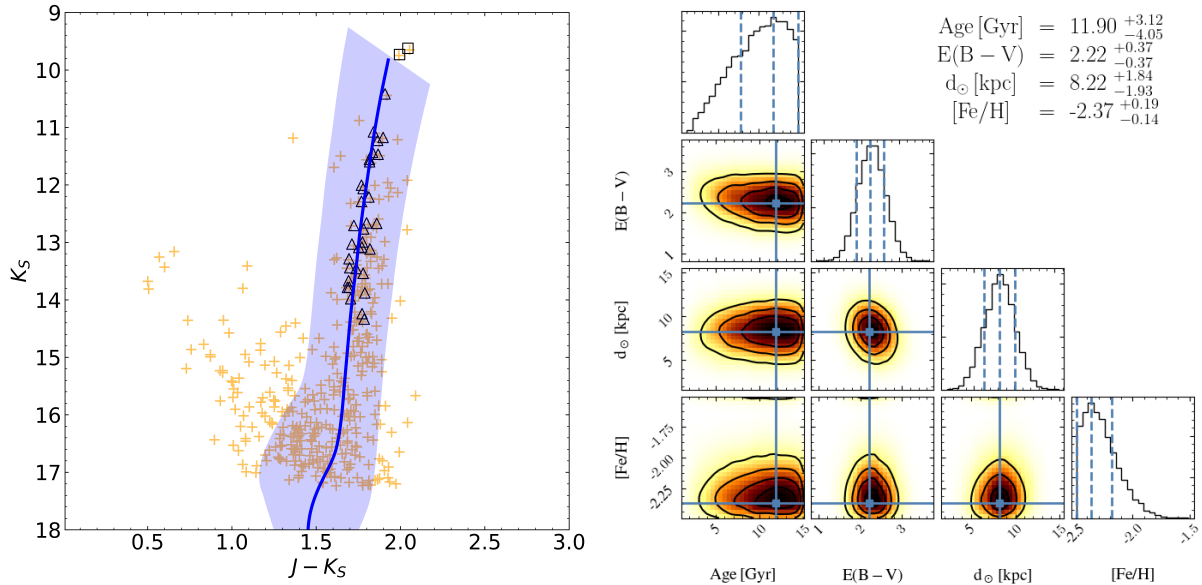 9
10
11
12
13
14
15
16
17
18
K_S
0.5 1.0 1.5 2.0 2.5 3.0
J − K_S
Age [Gyr] = 11.90 +3.12 −4.05
E(B − V) = 2.22 +0.37 −0.37
d⊙ [kpc] = 8.22 +1.84 −1.93
[Fe/H] = -2.37 +0.19 −0.14
E(B − V)
3
2
1
d⊙ [kpc]
15
10
5
[Fe/H]
-1.75
-2.00
-2.25
5 10 15
1 2 3
5 10 15
-2.5 -2.0 -1.5
Age [Gyr] E(B − V) d⊙ [kpc] [Fe/H]